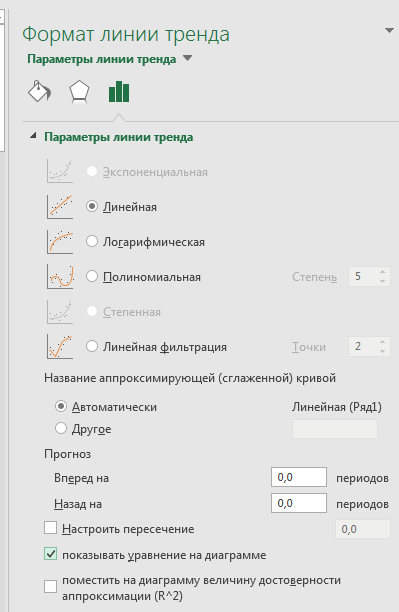 Формат линии тренда
Параметры линии тренда
Параметры линии тренда
Экспоненциальная
Линейная
Логарифмическая
Полиномиальная Степень 5
Степенная
Линейная фильтрация Точки 2
Название аппроксимирующей (сглаженной) кривой
Автоматически Линейная (Ряд1)
Другое
Прогноз
Вперед на 0,0 периодов
Назад на 0,0 периодов
Настроить пересечение 0,0
показывать уравнение на диаграмме
поместить на диаграмму величину достоверности
аппроксимации (R^2)